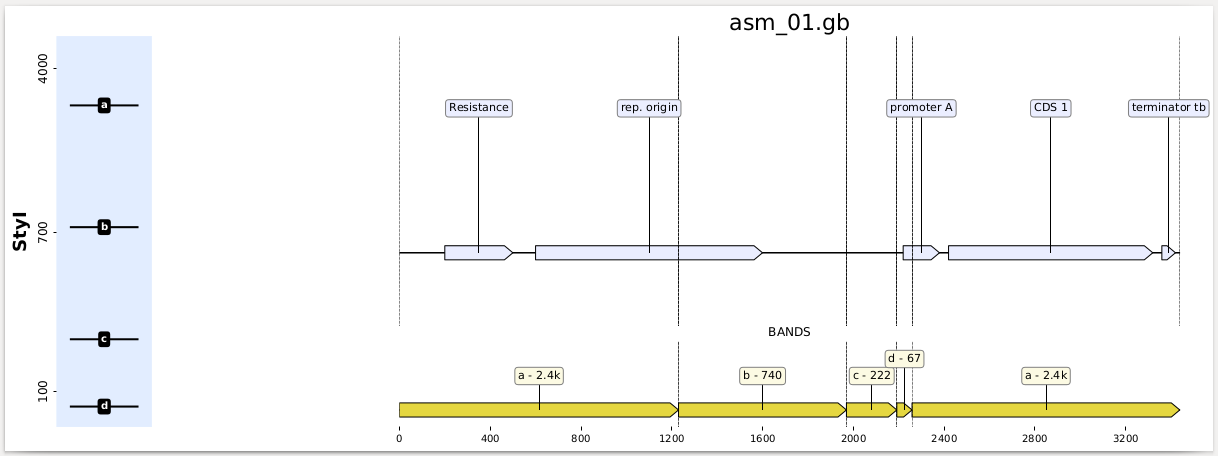 asm_01.gb
4000
a
Resistance
rep. origin
promoter A
CDS 1
terminator tb
StyI
700
b
BANDS
c
d - 67
a - 2.4k
b - 740
c - 222
a - 2.4k
100
d
0
400
800
1200
1600
2000
2400
2800
3200